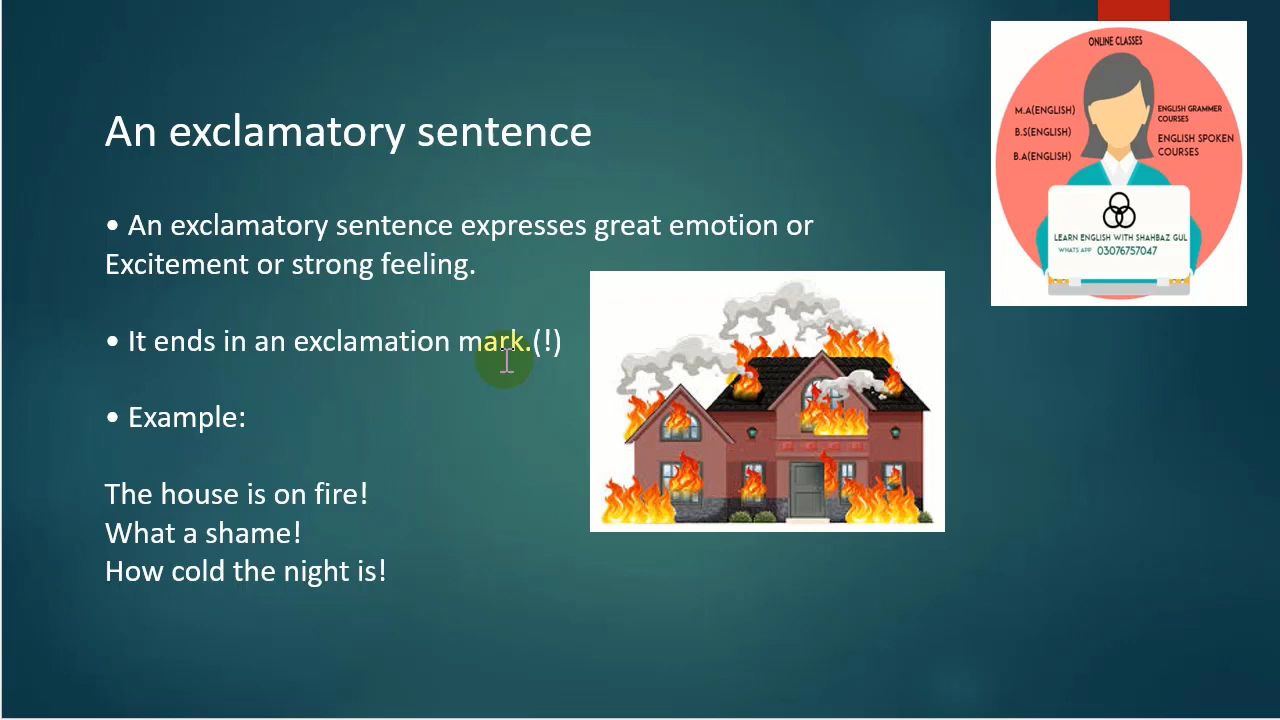 An exclamatory sentence
• An exclamatory sentence expresses great emotion or
Excitement or strong feeling.
• It ends in an exclamation mark.(!)
• Example:
The house is on fire!
What a shame!
How cold the night is!
ONLINE CLASSES
M.A(ENGLISH)
B.S(ENGLISH)
B.A(ENGLISH)
ENGLISH GRAMMER
COURSES
ENGLISH SPOKEN
COURSES
LEARN ENGLISH WITH SHAHBAZ GUL
WHATS APP 03076757047